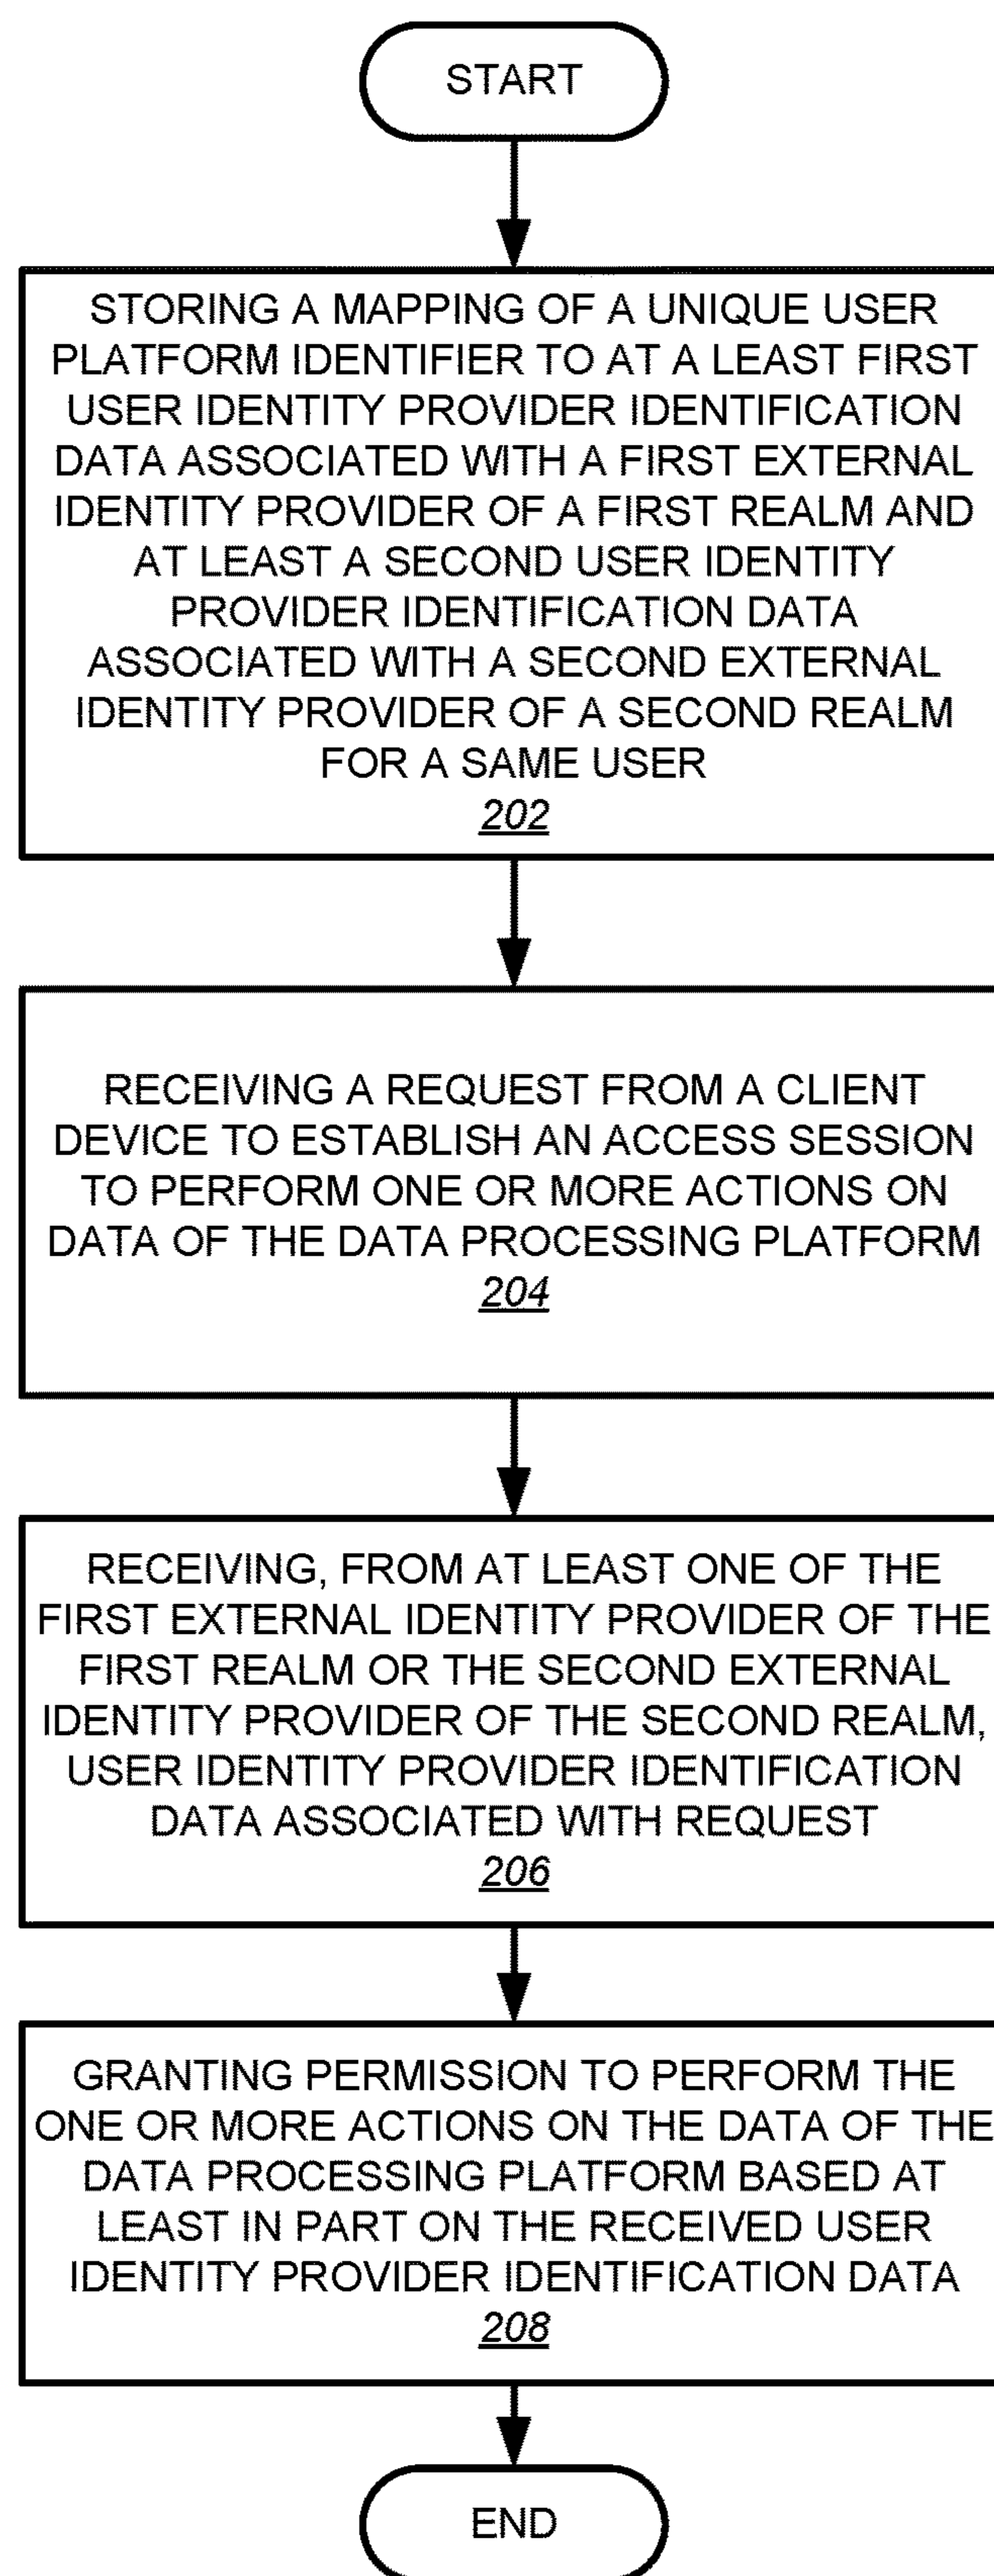 START
STORING A MAPPING OF A UNIQUE USER
PLATFORM IDENTIFIER TO AT A LEAST FIRST
USER IDENTITY PROVIDER IDENTIFICATION
DATA ASSOCIATED WITH A FIRST EXTERNAL
IDENTITY PROVIDER OF A FIRST REALM AND
AT LEAST A SECOND USER IDENTITY
PROVIDER IDENTIFICATION DATA
ASSOCIATED WITH A SECOND EXTERNAL
IDENTITY PROVIDER OF A SECOND REALM
FOR A SAME USER
202
RECEIVING A REQUEST FROM A CLIENT
DEVICE TO ESTABLISH AN ACCESS SESSION
TO PERFORM ONE OR MORE ACTIONS ON
DATA OF THE DATA PROCESSING PLATFORM
204
RECEIVING, FROM AT LEAST ONE OF THE
FIRST EXTERNAL IDENTITY PROVIDER OF THE
FIRST REALM OR THE SECOND EXTERNAL
IDENTITY PROVIDER OF THE SECOND REALM,
USER IDENTITY PROVIDER IDENTIFICATION
DATA ASSOCIATED WITH REQUEST
206
GRANTING PERMISSION TO PERFORM THE
ONE OR MORE ACTIONS ON THE DATA OF THE
DATA PROCESSING PLATFORM BASED AT
LEAST IN PART ON THE RECEIVED USER
IDENTITY PROVIDER IDENTIFICATION DATA
208
END